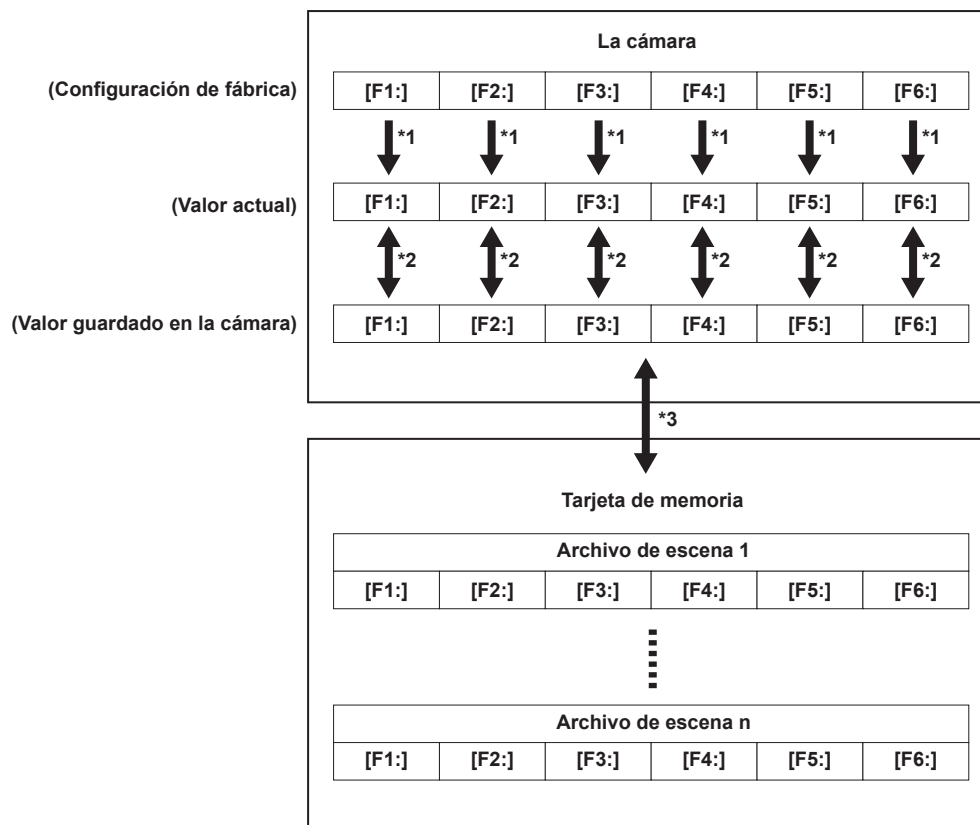 La cámara
(Configuración de fábrica) [F1:] [F2:] [F3:] [F4:] [F5:] [F6:]
*1 *1 *1 *1 *1 *1
(Valor actual) [F1:] [F2:] [F3:] [F4:] [F5:] [F6:]
*2 *2 *2 *2 *2 *2
(Valor guardado en la cámara) [F1:] [F2:] [F3:] [F4:] [F5:] [F6:]
*3
Tarjeta de memoria
Archivo de escena 1
[F1:] [F2:] [F3:] [F4:] [F5:] [F6:]
Archivo de escena n
[F1:] [F2:] [F3:] [F4:] [F5:] [F6:]